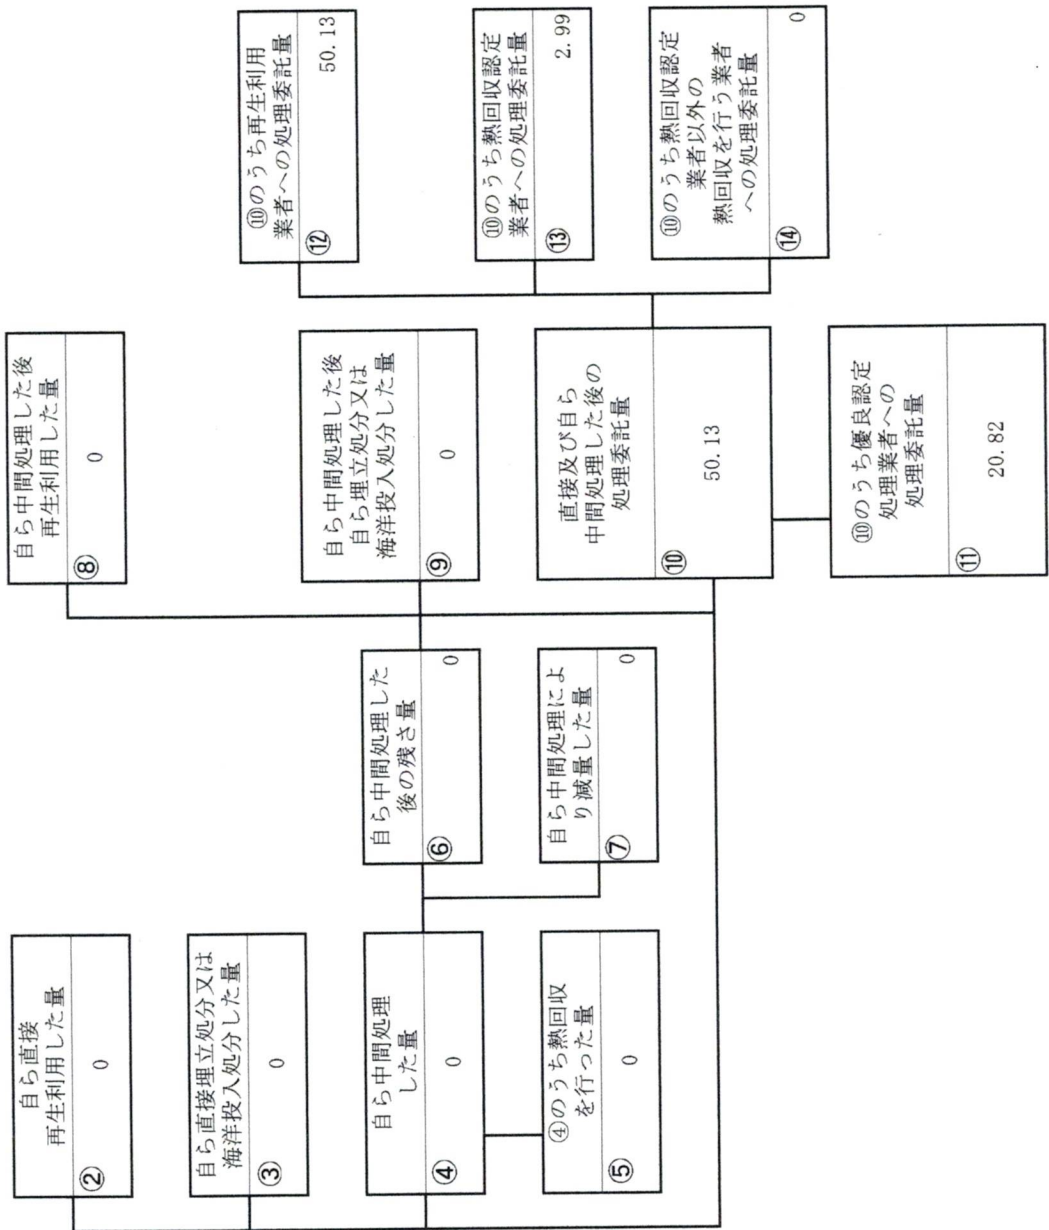 自ら直接
再生利用した量
②
0
自ら直接埋立処分又は
海洋投入処分した量
③
0
自ら中間処理
した量
④
0
④のうち熱回収
を行った量
⑤
0
自ら中間処理した
後の残さ量
⑥
0
自ら中間処理によ
り減量した量
⑦
0
自ら中間処理した後
再生利用した量
⑧
0
自ら中間処理した後
自ら埋立処分又は
海洋投入処分した量
⑨
0
直接及び自ら
中間処理した後の
処理委託量
⑩
50.13
⑩のうち優良認定
処理業者への
処理委託量
⑪
20.82
⑩のうち再生利用
業者への処理委託量
⑫
50.13
⑩のうち熱回収認定
業者への処理委託量
⑬
2.99
⑩のうち熱回収認定
業者以外の
熱回収を行う業者
への処理委託量
⑭
0